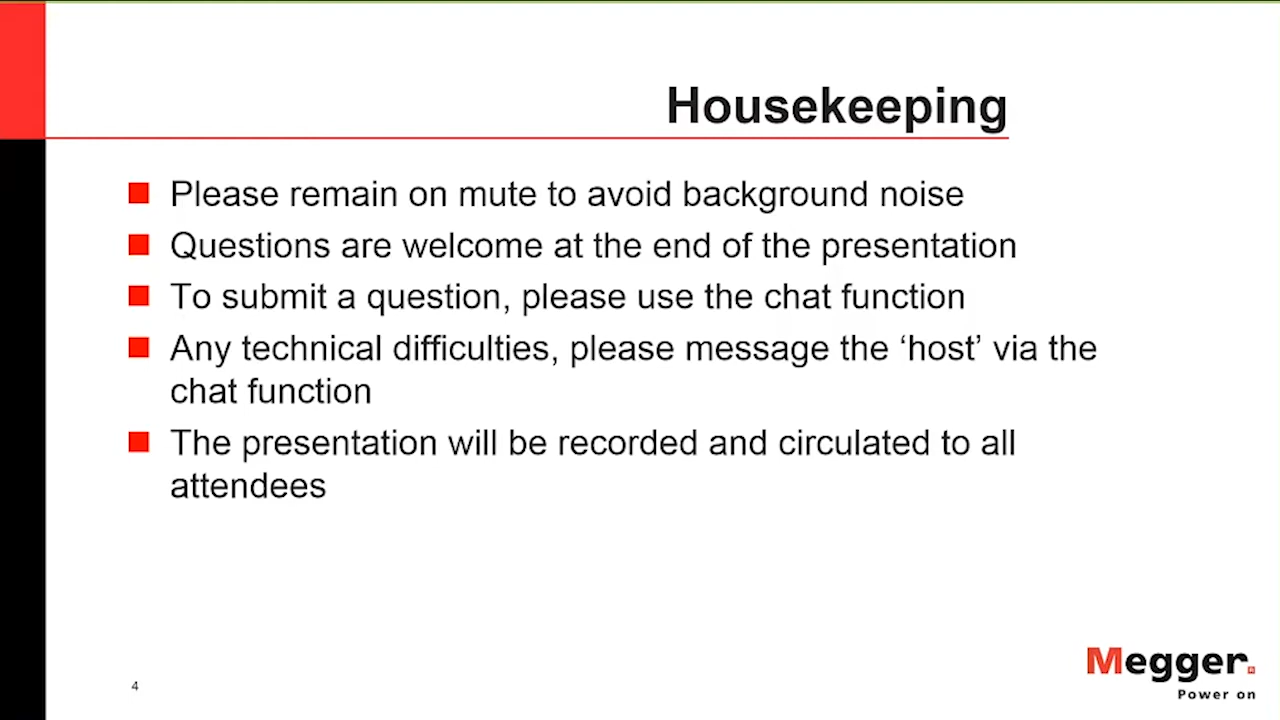 Housekeeping
Please remain on mute to avoid background noise
Questions are welcome at the end of the presentation
To submit a question, please use the chat function
Any technical difficulties, please message the ‘host’ via the
chat function
The presentation will be recorded and circulated to all
attendees
4
Megger.
Power on